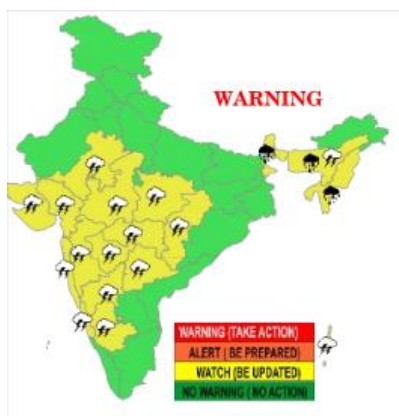 WARNING
WARNING (TAKE ACTION)
ALERT ( BE PREPARED)
WATCH (BE UPDATED)
NO WARNING ( NO ACTION)